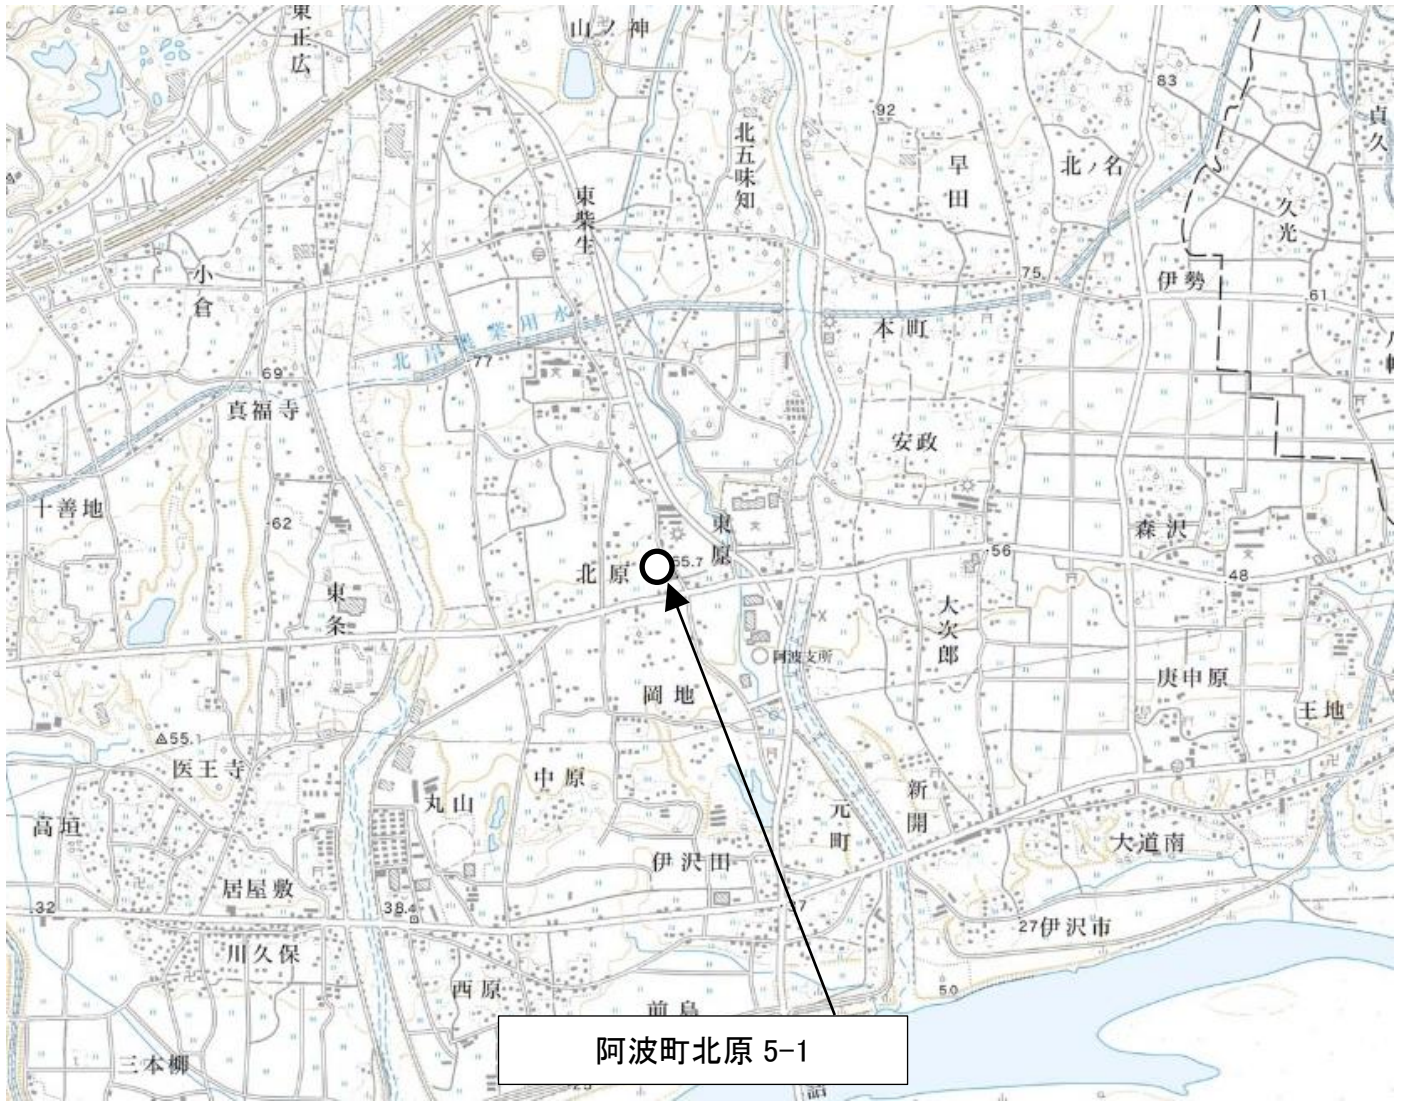 東正広
山ノ神
83
92
貞久
北五味知
早田
北ノ名
東柴生
久光
小倉
75
伊勢
61
本町
北岸農業用水
77
69
真福寺
安政
十善地
62
東原
森沢
56
北原
55.7
48
東条
大次郎
阿波支所
庚申原
岡地
王地
55.1
医王寺
中原
丸山
新開
元町
高垣
大道南
伊沢田
居屋敷
32
38.4
37
27
伊沢市
川久保
西原
50
前島
阿波町北原 5-1
三本柳